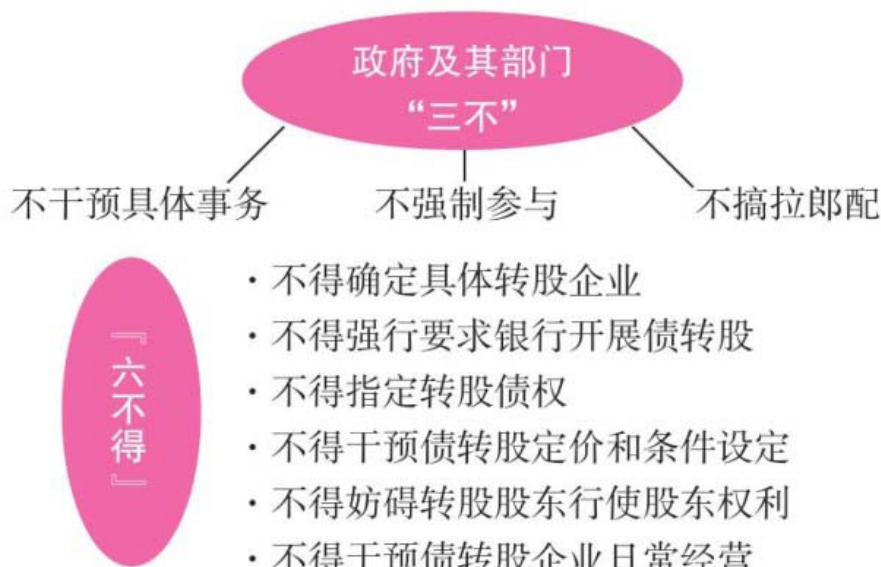 政府及其部门
“三不”
不干预具体事务
不强制参与
不搞拉郎配
『六不得』
·不得确定具体转股企业
·不得强行要求银行开展债转股
·不得指定转股债权
·不得干预债转股定价和条件设定
·不得妨碍转股股东行使股东权利
·不得干预债转股企业日常经营